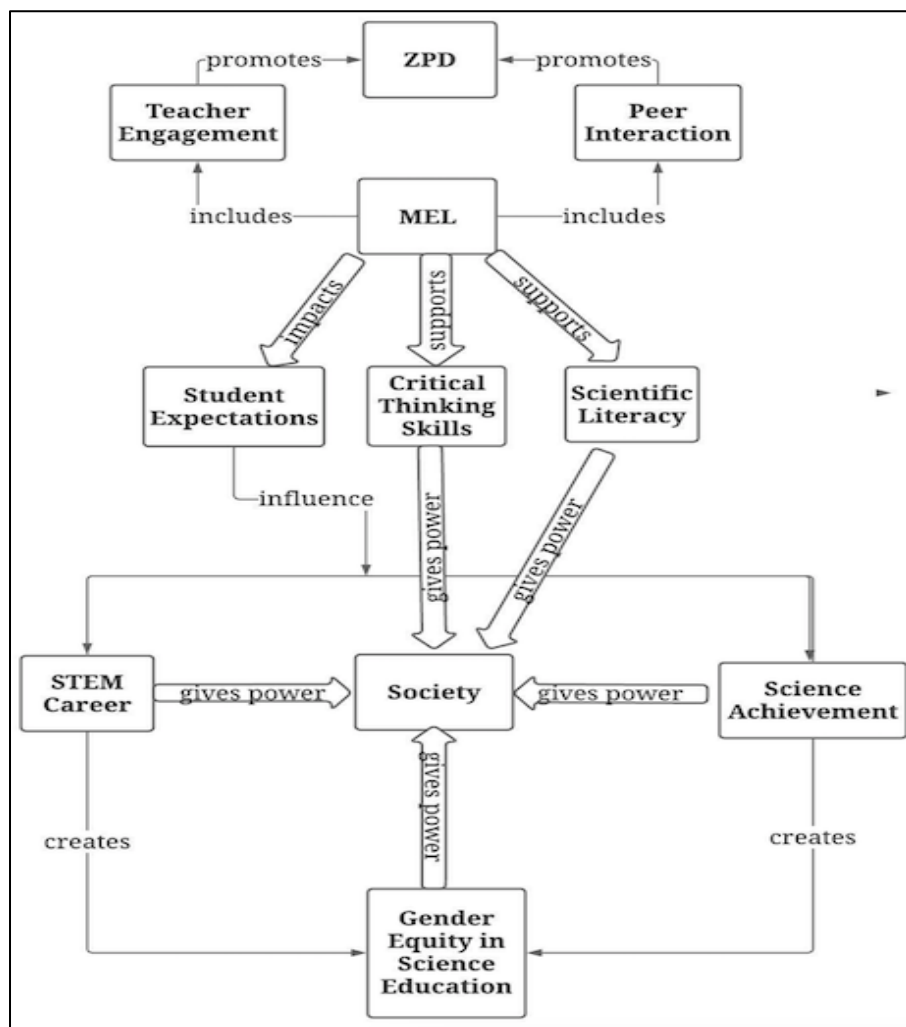 promotes
ZPD
promotes
Teacher
Engagement
Peer
Interaction
includes
MEL
includes
impacts
supports
supports
Student
Expectations
Critical
Thinking
Skills
Scientific
Literacy
influence
gives power
gives power
STEM
Career
gives power
Society
gives power
Science
Achievement
gives power
creates
creates
Gender
Equity in
Science
Education